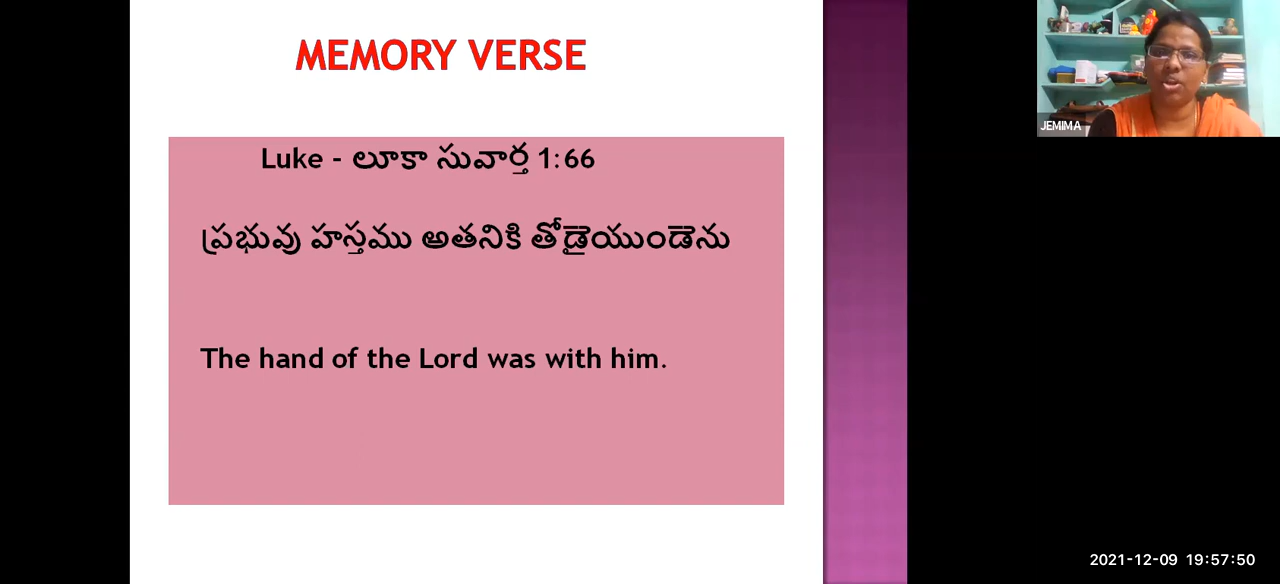 MEMORY VERSE
Luke - లూకా సువార్త 1:66
ప్రభువు హస్తము అతనికి తోడైయుండెను
The hand of the Lord was with him.
JEMIMA
2021-12-09 19:57:50